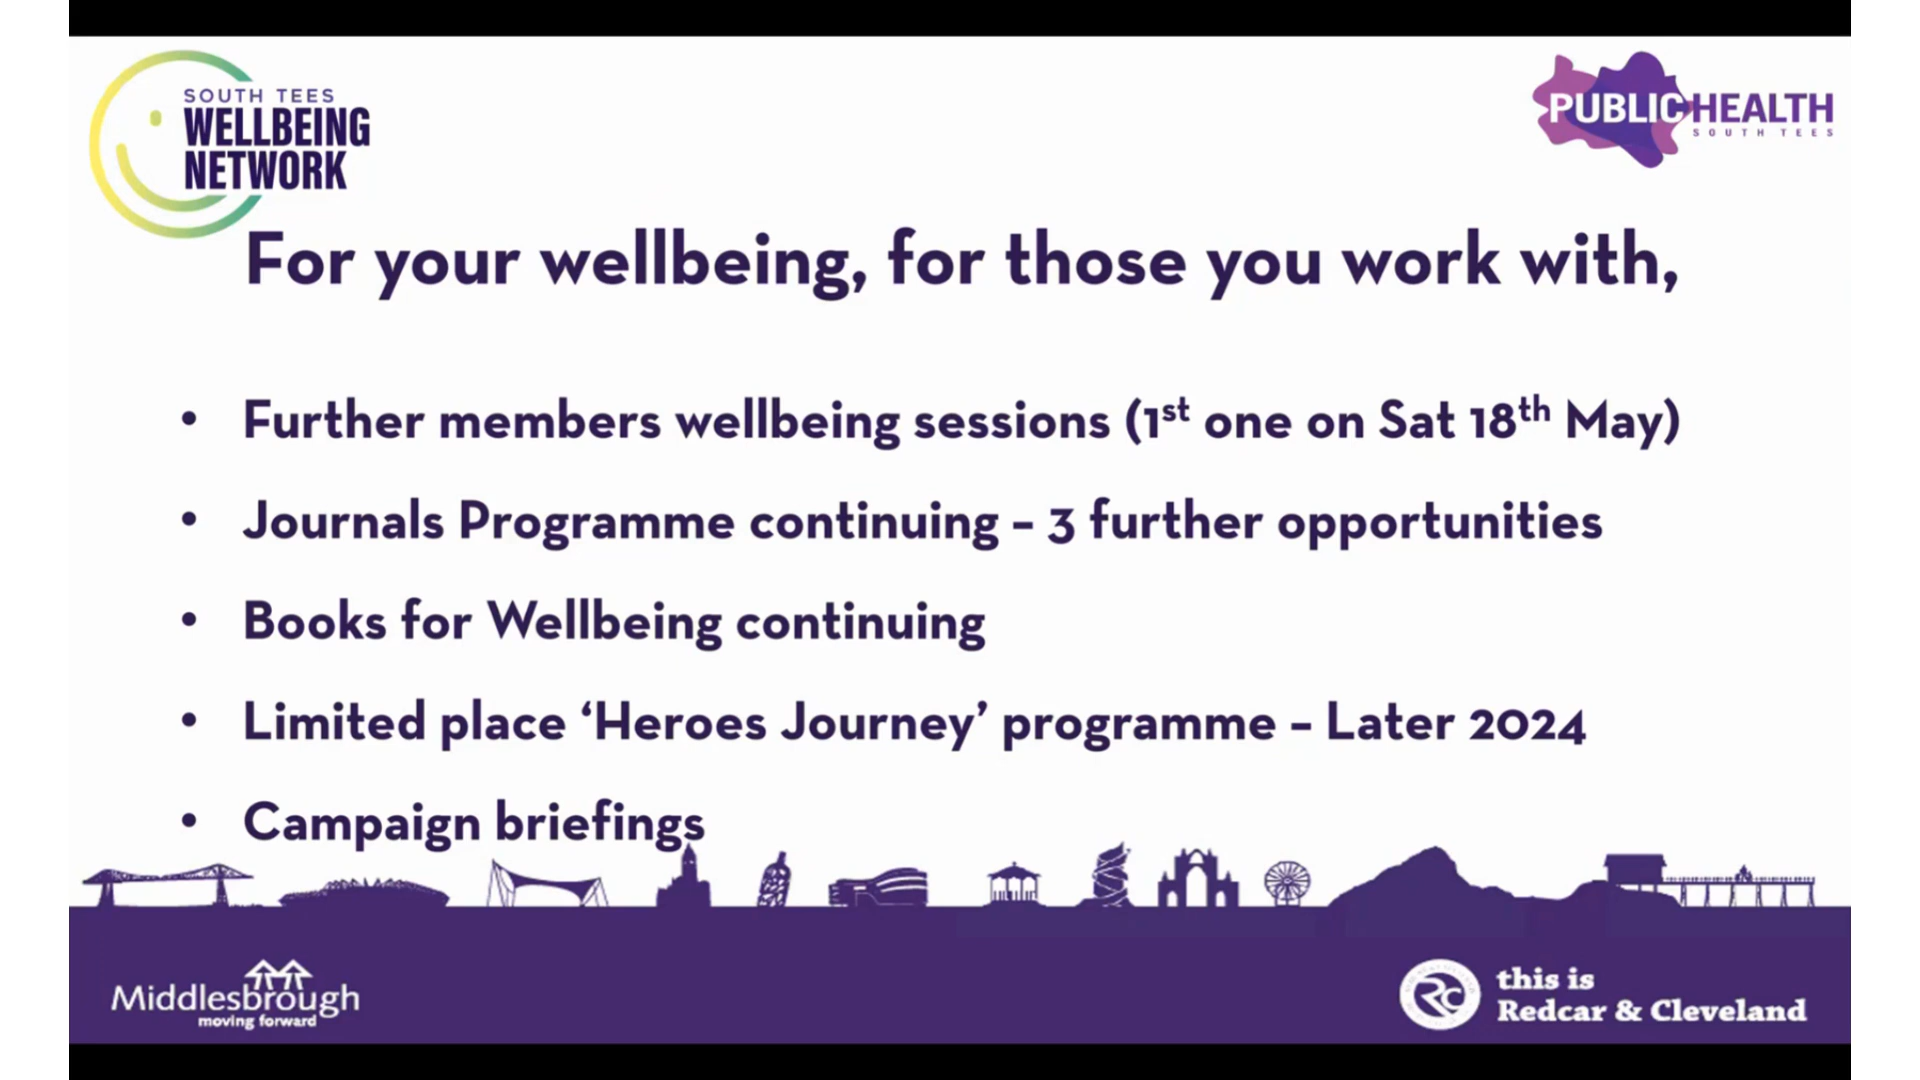 SOUTH TEES
WELLBEING
NETWORK
PUBLIC HEALTH
SOUTH TEES
For your wellbeing, for those you work with,
• Further members wellbeing sessions (1st one on Sat 18th May)
• Journals Programme continuing – 3 further opportunities
• Books for Wellbeing continuing
• Limited place ‘Heroes Journey’ programme – Later 2024
• Campaign briefings
Middlesbrough
moving forward
RC
this is
Redcar & Cleveland